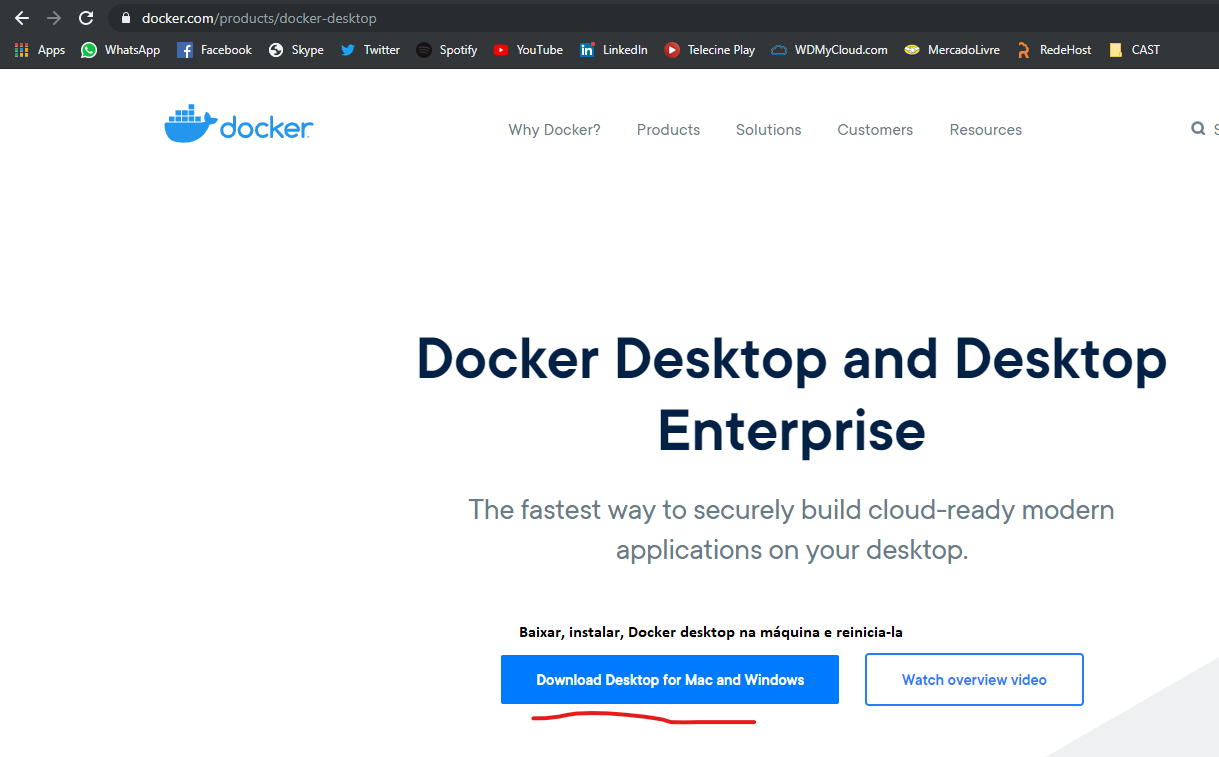 docker.com/products/docker-desktop
Apps WhatsApp Facebook Skype Twitter Spotify YouTube LinkedIn Telecine Play WDMyCloud.com MercadoLivre RedeHost CAST
docker
Why Docker? Products Solutions Customers Resources
Docker Desktop and Desktop
Enterprise
The fastest way to securely build cloud-ready modern
applications on your desktop.
Baixar, instalar, Docker desktop na máquina e reinicia-la
Download Desktop for Mac and Windows Watch overview video